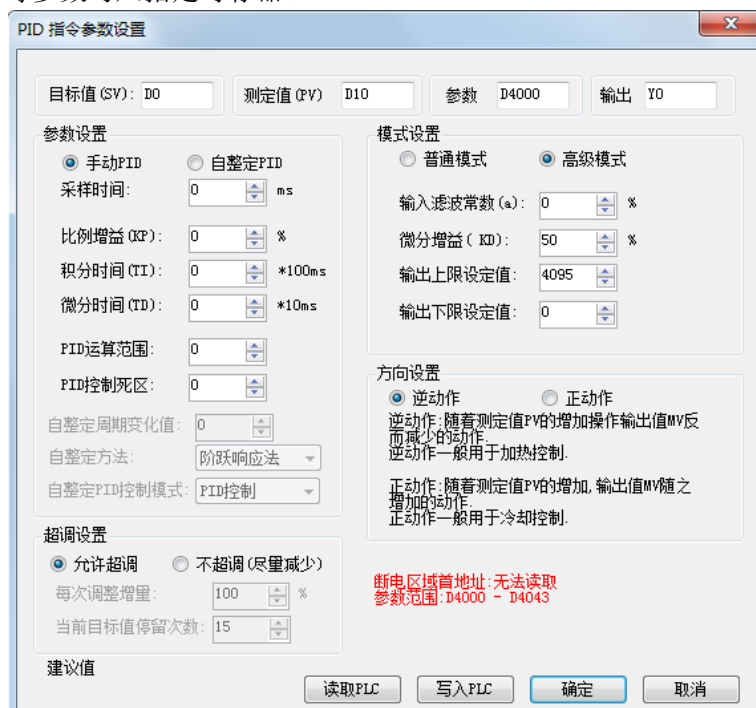 PID 指令参数设置
目标值(SV): D0 测定值(PV) D10 参数 D4000 输出 Y0
参数设置
手动PID 自整定PID
采样时间: 0 ms
比例增益(KP): 0 %
积分时间(TI): 0 *100ms
微分时间(TD): 0 *10ms
PID运算范围: 0
PID控制死区: 0
自整定周期变化值: 0
自整定方法: 阶跃响应法
自整定PID控制模式: PID控制
超调设置
允许超调 不超调(尽量减少)
每次调整增量: 100 %
当前目标值停留次数: 15
建议值
模式设置
普通模式 高级模式
输入滤波常数(a): 0 %
微分增益( KD): 50 %
输出上限设定值: 4095
输出下限设定值: 0
方向设置
逆动作 正动作
逆动作:随着测定值PV的增加操作输出值MV反
而减少的动作.
逆动作一般用于加热控制.
正动作:随着测定值PV的增加,输出值MV随之
增加的动作.
正动作一般用于冷却控制.
断电区域首地址:无法读取
参数范围:D4000 - D4043
读取PLC 写入PLC 确定 取消